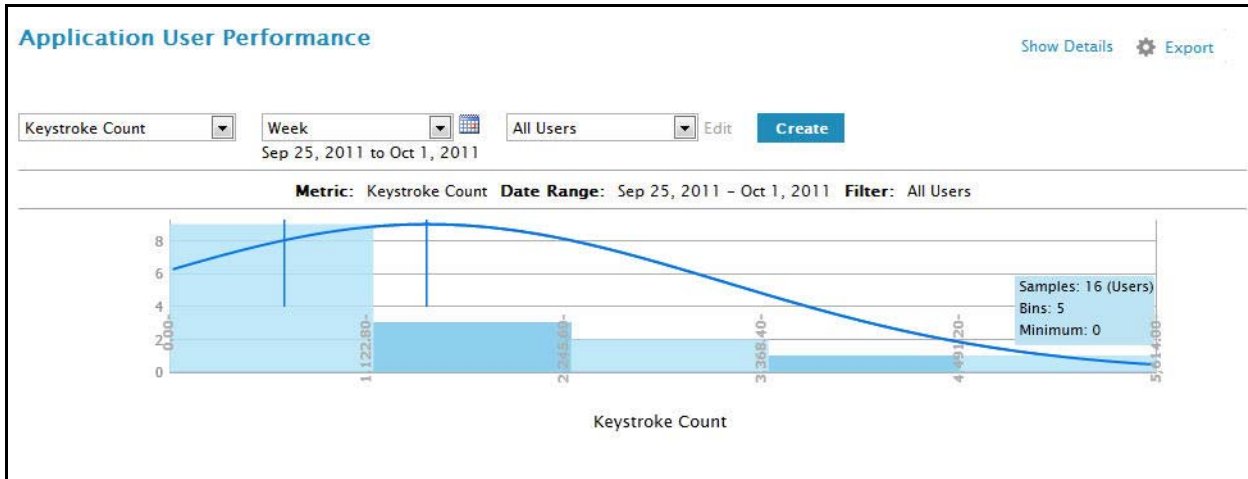 Application User Performance
Show Details Export
Keystroke Count Week All Users Edit Create
Sep 25, 2011 to Oct 1, 2011
Metric: Keystroke Count Date Range: Sep 25, 2011 - Oct 1, 2011 Filter: All Users
8
6
4
2
0
Samples: 16 (Users)
Bins: 5
Minimum: 0
0.00-
1,122.80-
2,245.60-
3,368.40-
4,491.20-
5,614.00-
Keystroke Count